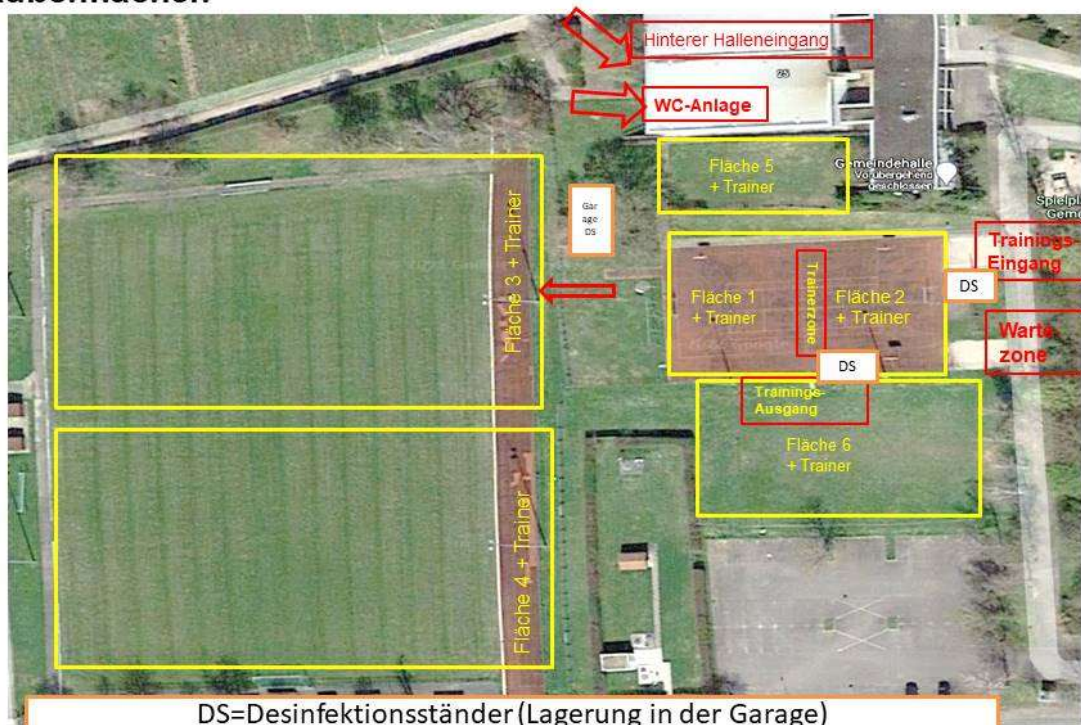 Hinterer Halleneingang
25
WC-Anlage
Fläche 5
+ Trainer
Gemeindehalle
Vorübergehend
geschlossen
Gar
age
DS
Trainings-
Eingang
DS
Fläche 3 + Trainer
Fläche 1
+ Trainer
Trainerzone
Fläche 2
+ Trainer
Warte
zone
DS
Trainings-
Ausgang
Fläche 6
+ Trainer
Fläche 4 + Trainer
DS=Desinfektionsständer (Lagerung in der Garage)